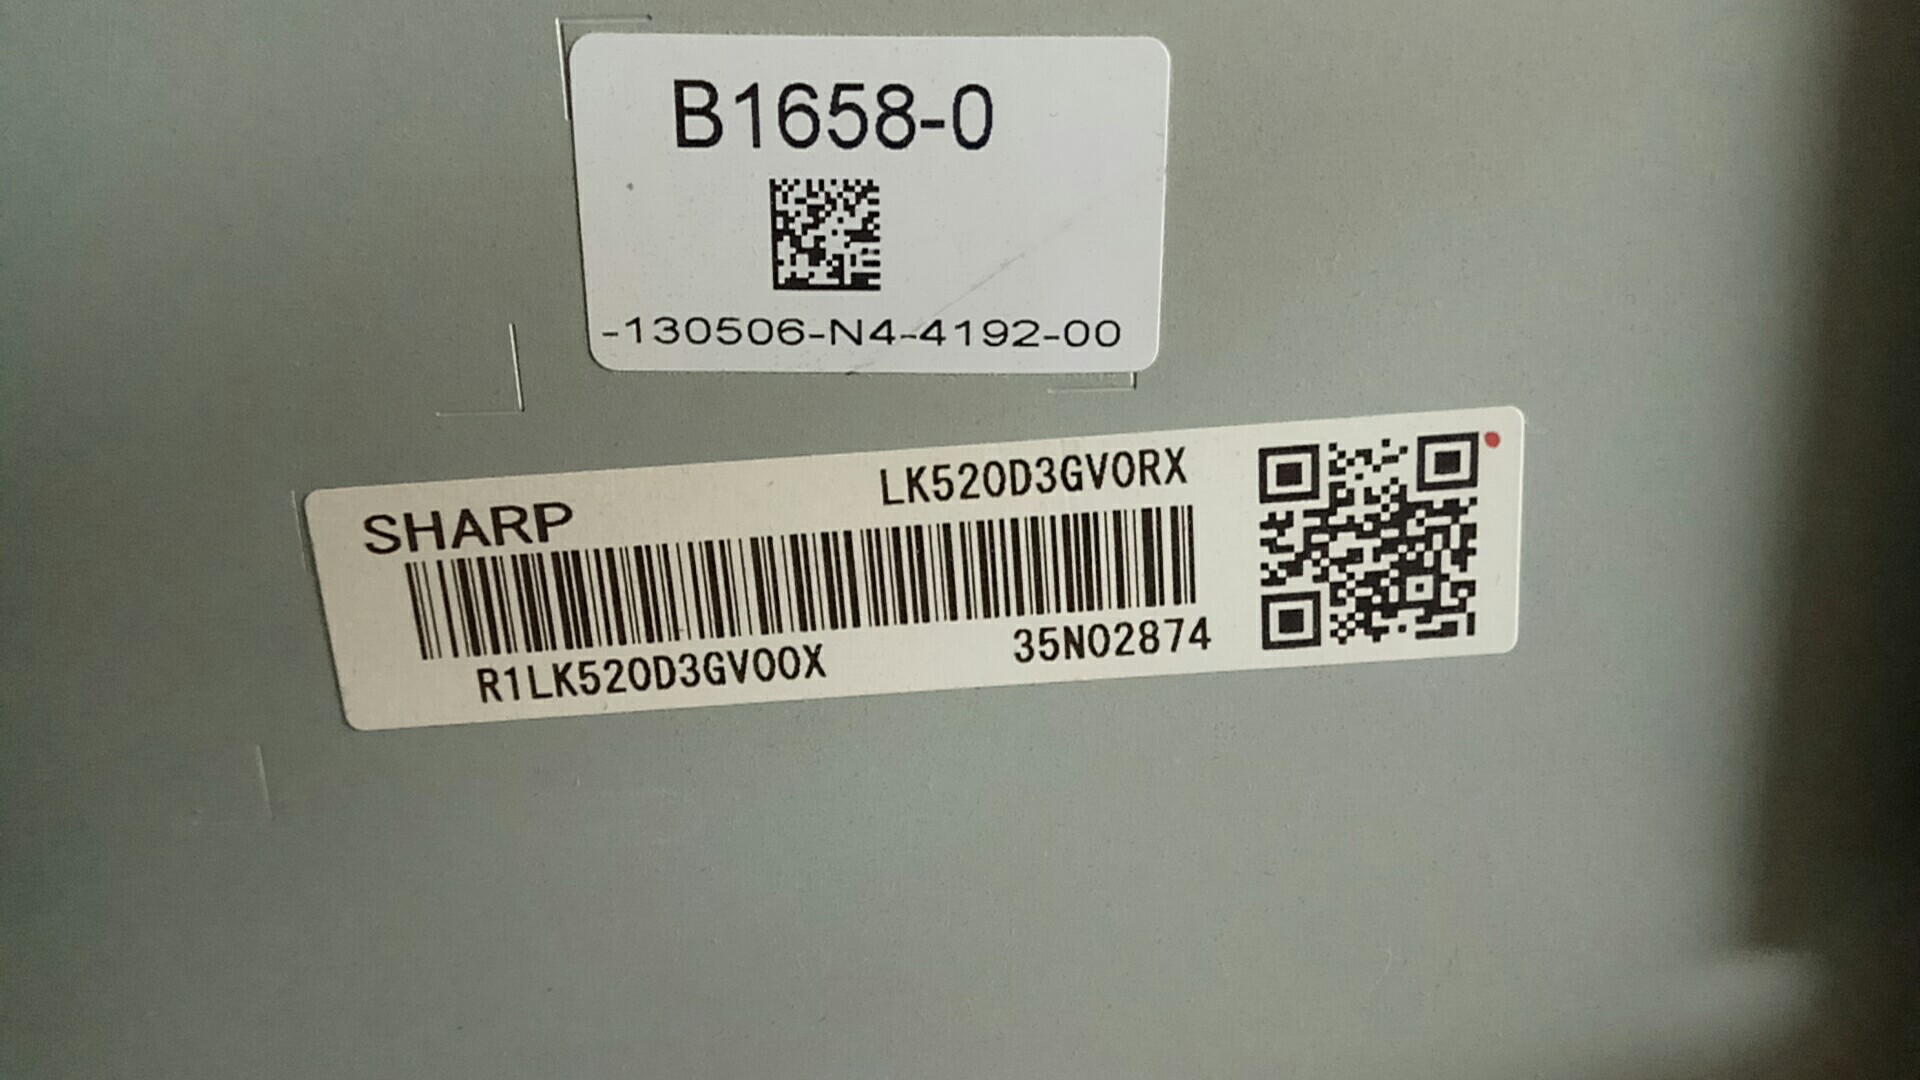 B1658-0
-130506-N4-4192-00
SHARP
LK520D3GV0RX
R1LK520D3GV00X
35N02874